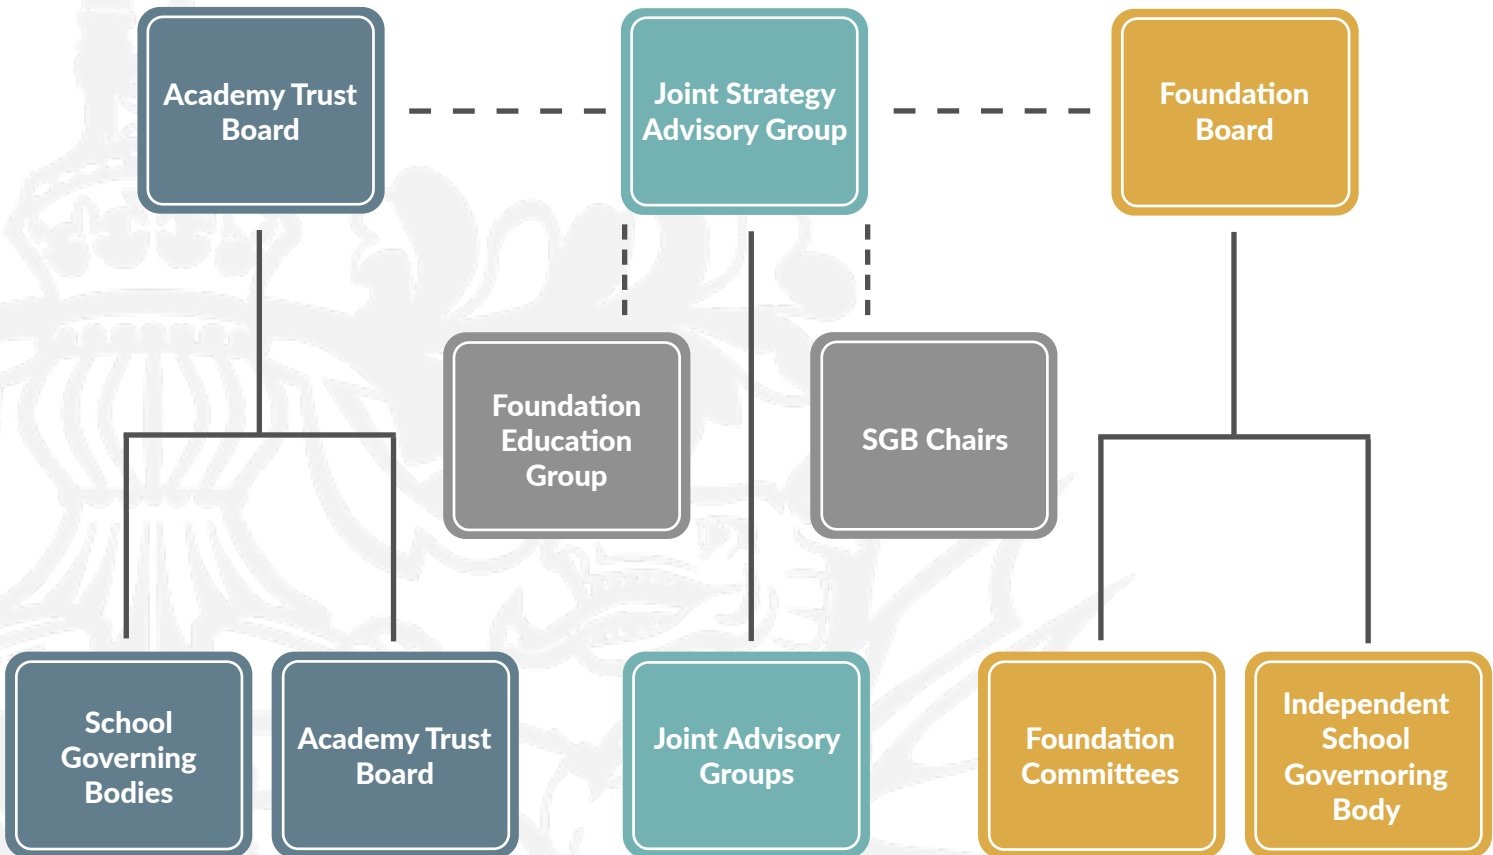 Academy Trust
Board
Joint Strategy
Advisory Group
Foundation
Board
Foundation
Education
Group
SGB Chairs
School
Governing
Bodies
Academy Trust
Board
Joint Advisory
Groups
Foundation
Committees
Independent
School
Governoring
Body